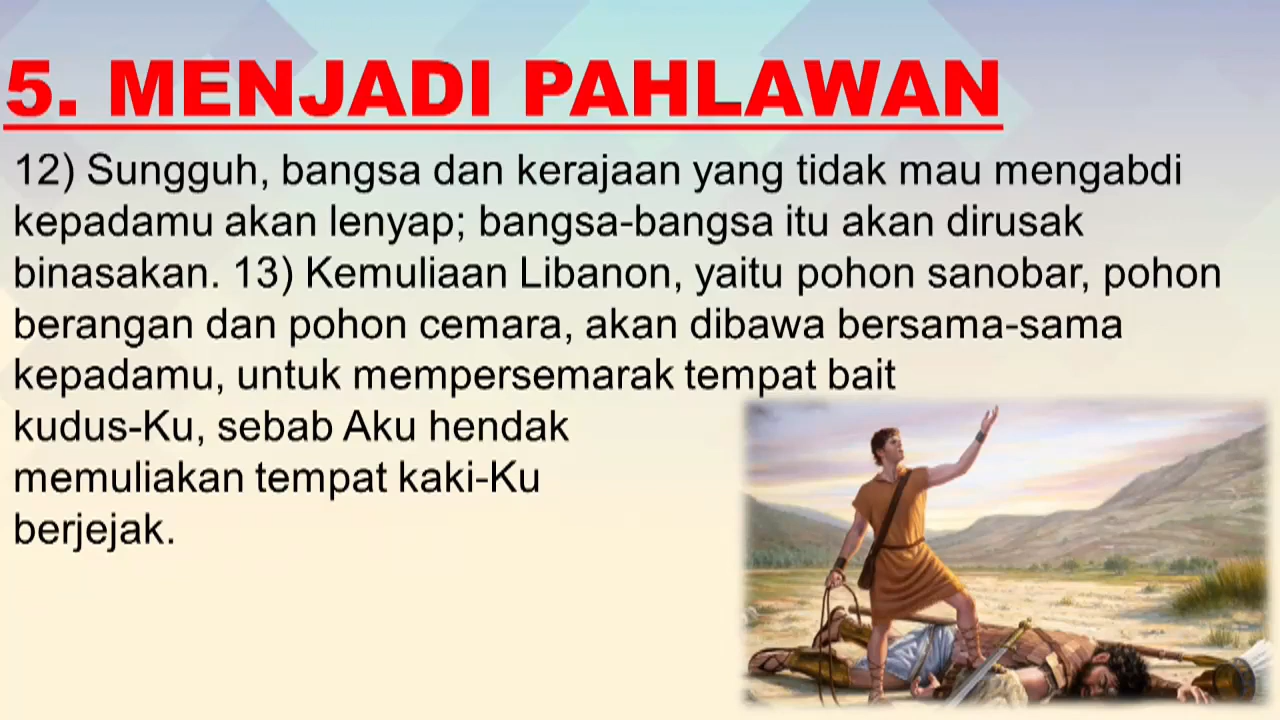 5. MENJADI PAHLAWAN
12) Sungguh, bangsa dan kerajaan yang tidak mau mengabdi
kepadamu akan lenyap; bangsa-bangsa itu akan dirusak
binasakan. 13) Kemuliaan Libanon, yaitu pohon sanobar, pohon
berangan dan pohon cemara, akan dibawa bersama-sama
kepadamu, untuk mempersemarak tempat bait
kudus-Ku, sebab Aku hendak
memuliakan tempat kaki-Ku
berjejak.